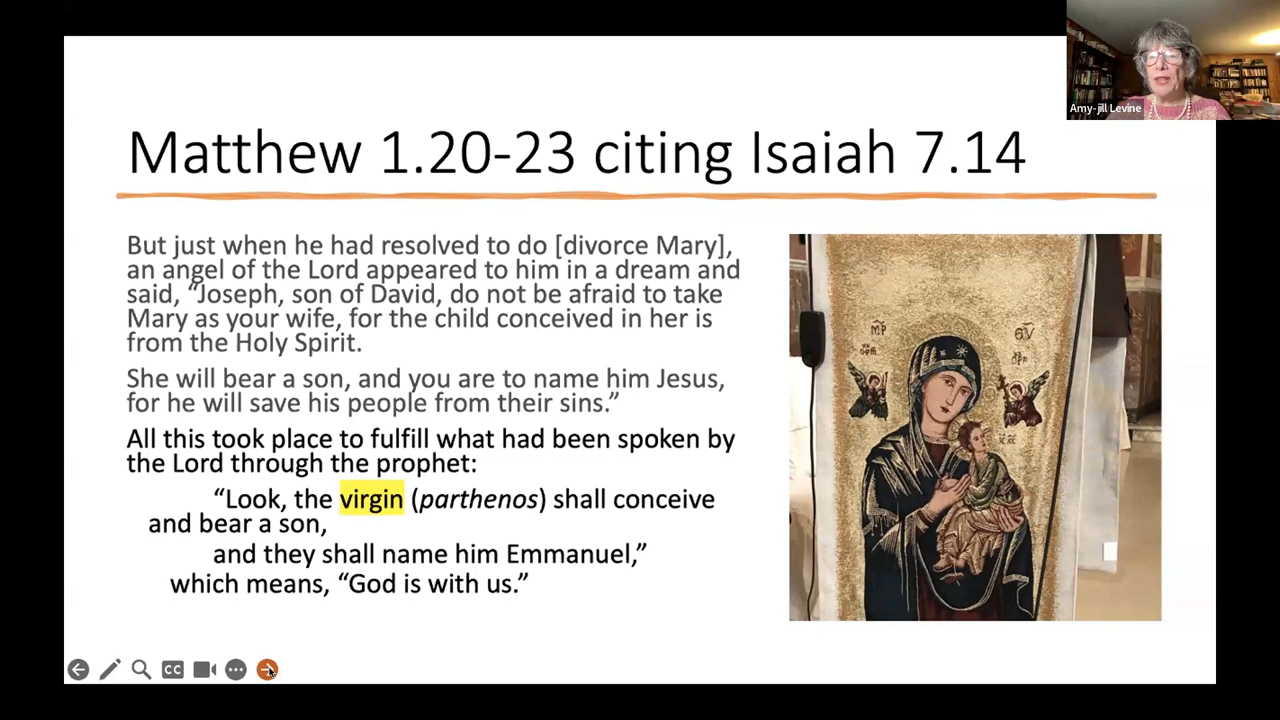 Amy-jill Levine
Matthew 1.20-23 citing Isaiah 7.14
But just when he had resolved to do [divorce Mary],
an angel of the Lord appeared to him in a dream and
said, “Joseph, son of David, do not be afraid to take
Mary as your wife, for the child conceived in her is
from the Holy Spirit.
She will bear a son, and you are to name him Jesus,
for he will save his people from their sins.”
All this took place to fulfill what had been spoken by
the Lord through the prophet:
“Look, the virgin (parthenos) shall conceive
and bear a son,
and they shall name him Emmanuel,”
which means, “God is with us.”
CC